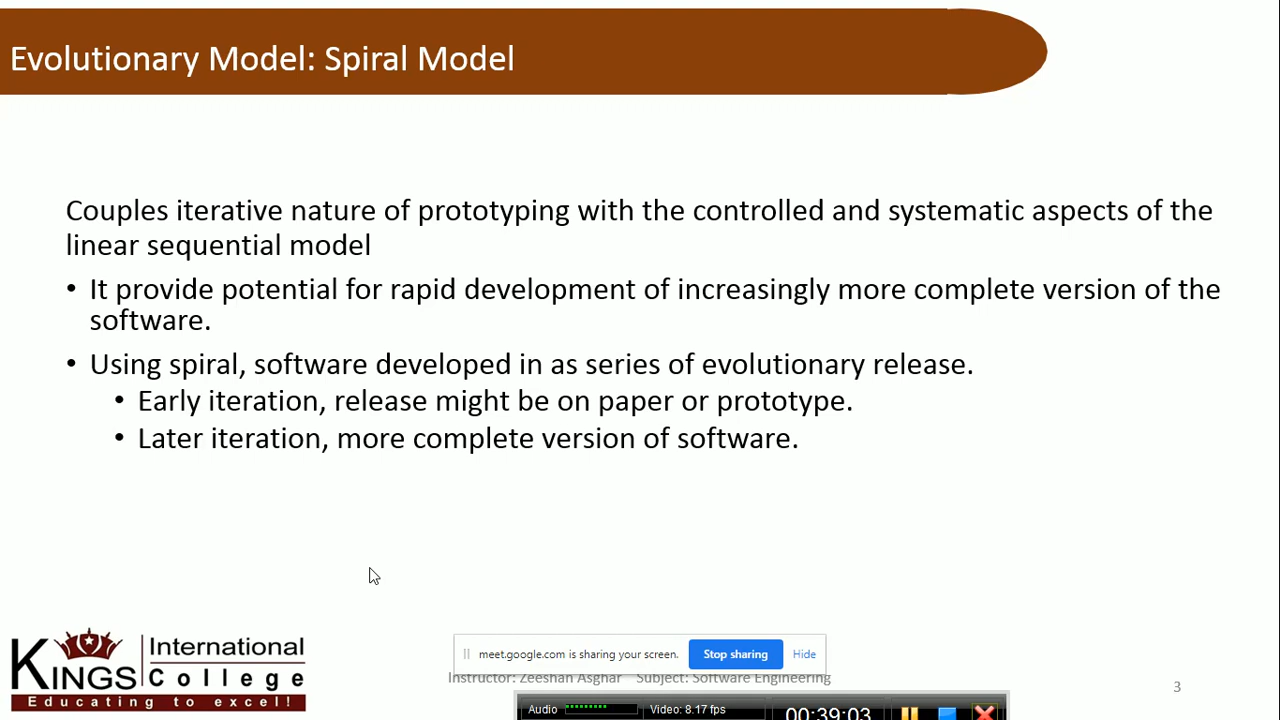 Evolutionary Model: Spiral Model
Couples iterative nature of prototyping with the controlled and systematic aspects of the
linear sequential model
• It provide potential for rapid development of increasingly more complete version of the
software.
• Using spiral, software developed in as series of evolutionary release.
• Early iteration, release might be on paper or prototype.
• Later iteration, more complete version of software.
KINGS International College
Educating to excel!
meet.google.com is sharing your screen. Stop sharing Hide
Instructor: Zeeshan Asghar Subject: Software Engineering
3
Audio Video: 8.17 fps 00:39:03